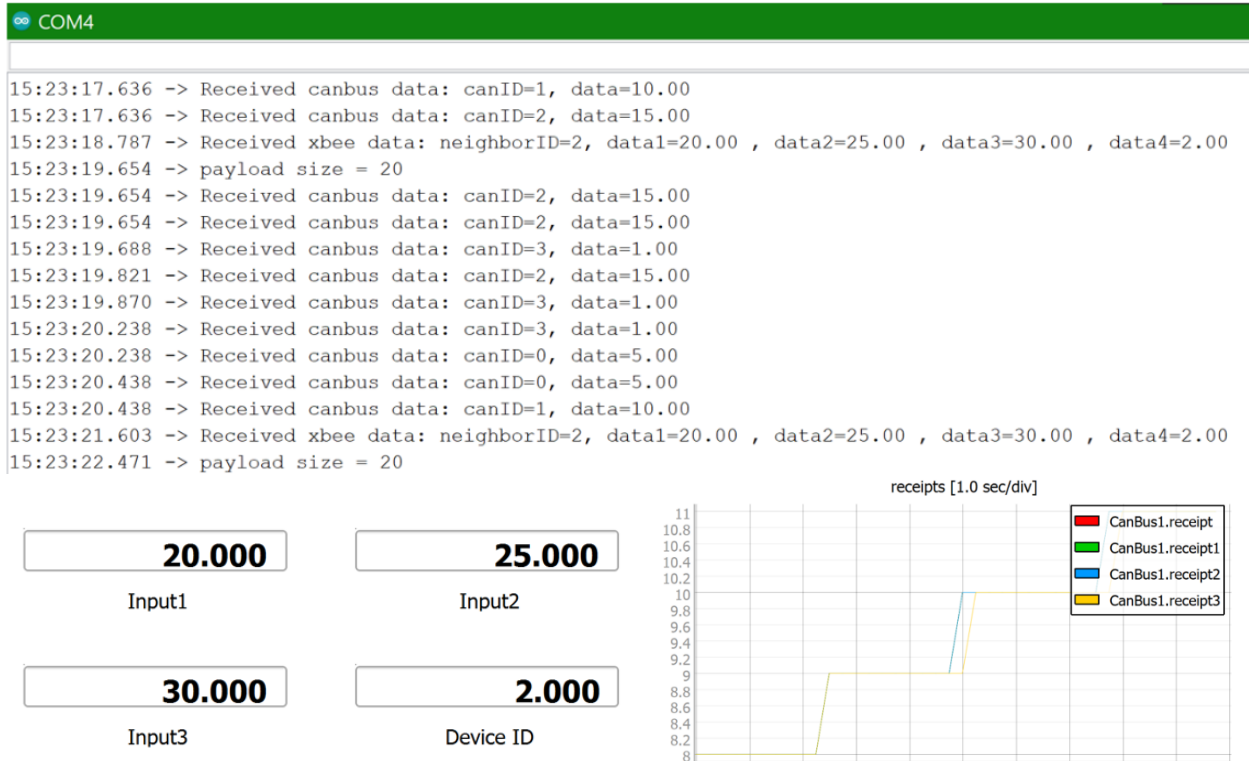 COM4
15:23:17.636 -> Received canbus data: canID=1, data=10.00
15:23:17.636 -> Received canbus data: canID=2, data=15.00
15:23:18.787 -> Received xbee data: neighborID=2, data1=20.00 , data2=25.00 , data3=30.00 , data4=2.00
15:23:19.654 -> payload size = 20
15:23:19.654 -> Received canbus data: canID=2, data=15.00
15:23:19.654 -> Received canbus data: canID=2, data=15.00
15:23:19.688 -> Received canbus data: canID=3, data=1.00
15:23:19.821 -> Received canbus data: canID=2, data=15.00
15:23:19.870 -> Received canbus data: canID=3, data=1.00
15:23:20.238 -> Received canbus data: canID=3, data=1.00
15:23:20.238 -> Received canbus data: canID=0, data=5.00
15:23:20.438 -> Received canbus data: canID=0, data=5.00
15:23:20.438 -> Received canbus data: canID=1, data=10.00
15:23:21.603 -> Received xbee data: neighborID=2, data1=20.00 , data2=25.00 , data3=30.00 , data4=2.00
15:23:22.471 -> payload size = 20
20.000
25.000
Input1
Input2
30.000
2.000
Input3
Device ID
receipts [1.0 sec/div]
11
10.8
10.6
10.4
10.2
10
9.8
9.6
9.4
9.2
9
8.8
8.6
8.4
8.2
8
CanBus1.receipt
CanBus1.receipt1
CanBus1.receipt2
CanBus1.receipt3